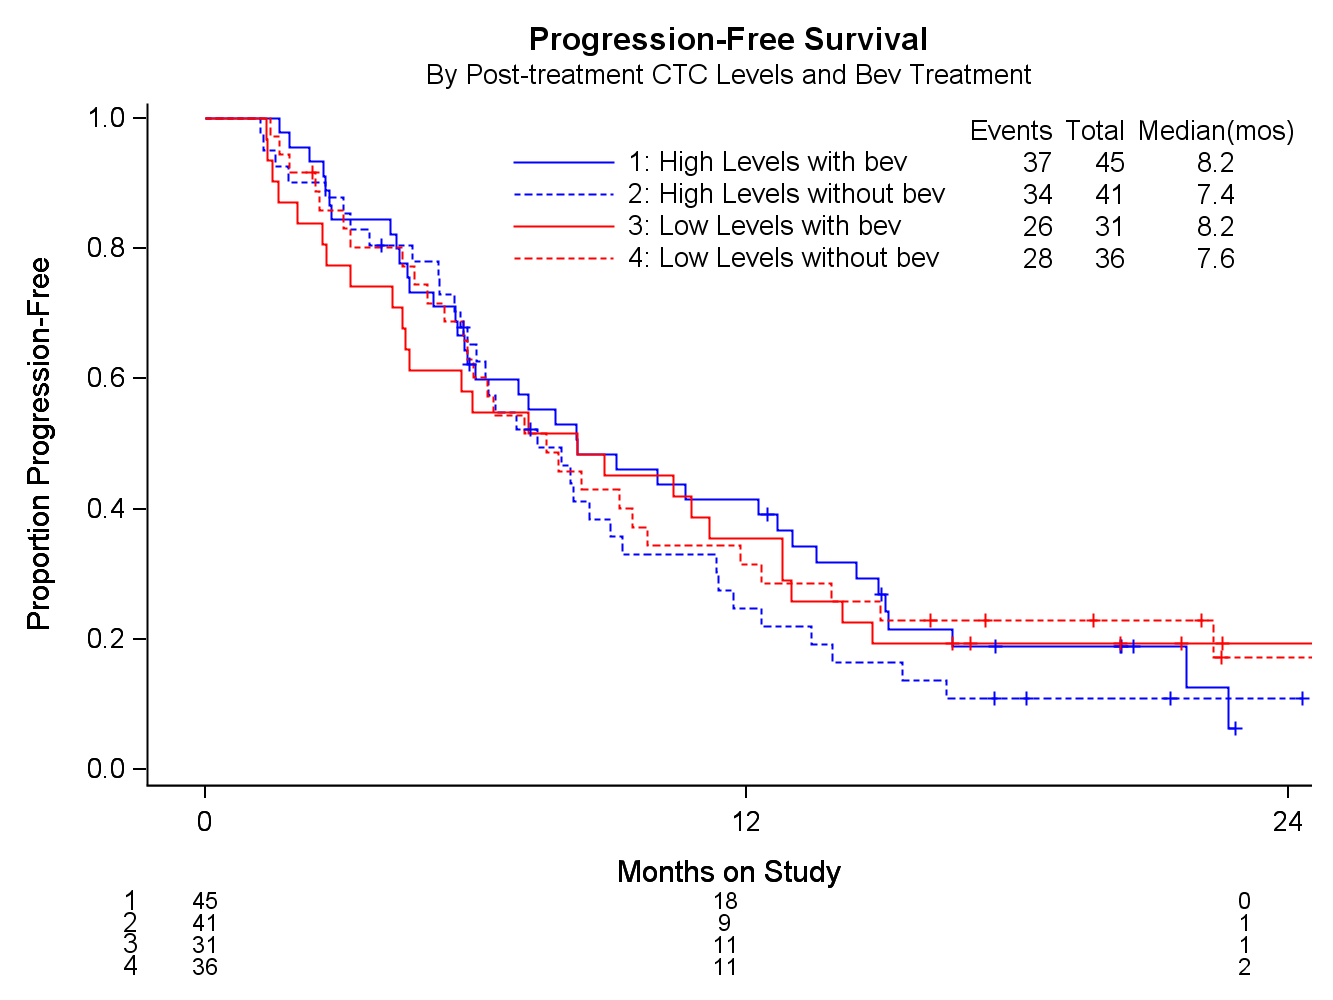 Progression-Free Survival
By Post-treatment CTC Levels and Bev Treatment
Events Total Median(mos)
1: High Levels with bev 37 45 8.2
2: High Levels without bev 34 41 7.4
3: Low Levels with bev 26 31 8.2
4: Low Levels without bev 28 36 7.6
Proportion Progression-Free
1.0
0.8
0.6
0.4
0.2
0.0
0 12 24
Months on Study
1 45 18 0
2 41 9 1
3 31 11 1
4 36 11 2